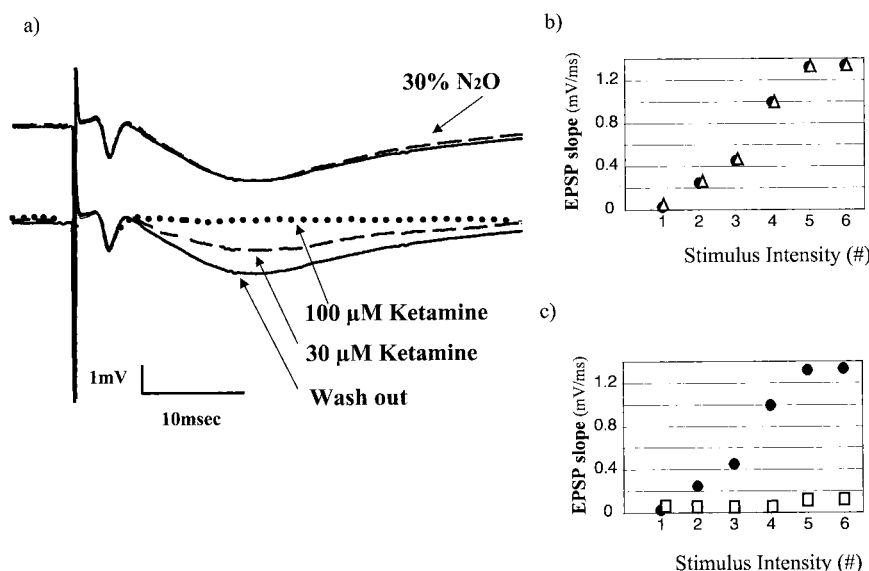 a)
30% N2O
100 µM Ketamine
30 µM Ketamine
Wash out
1mV
10msec
b)
EPSP slope (mV/ms)
1.2
0.8
0.4
0
1 2 3 4 5 6
Stimulus Intensity (#)
c)
EPSP slope (mV/ms)
1.2
0.8
0.4
0
1 2 3 4 5 6
Stimulus Intensity (#)